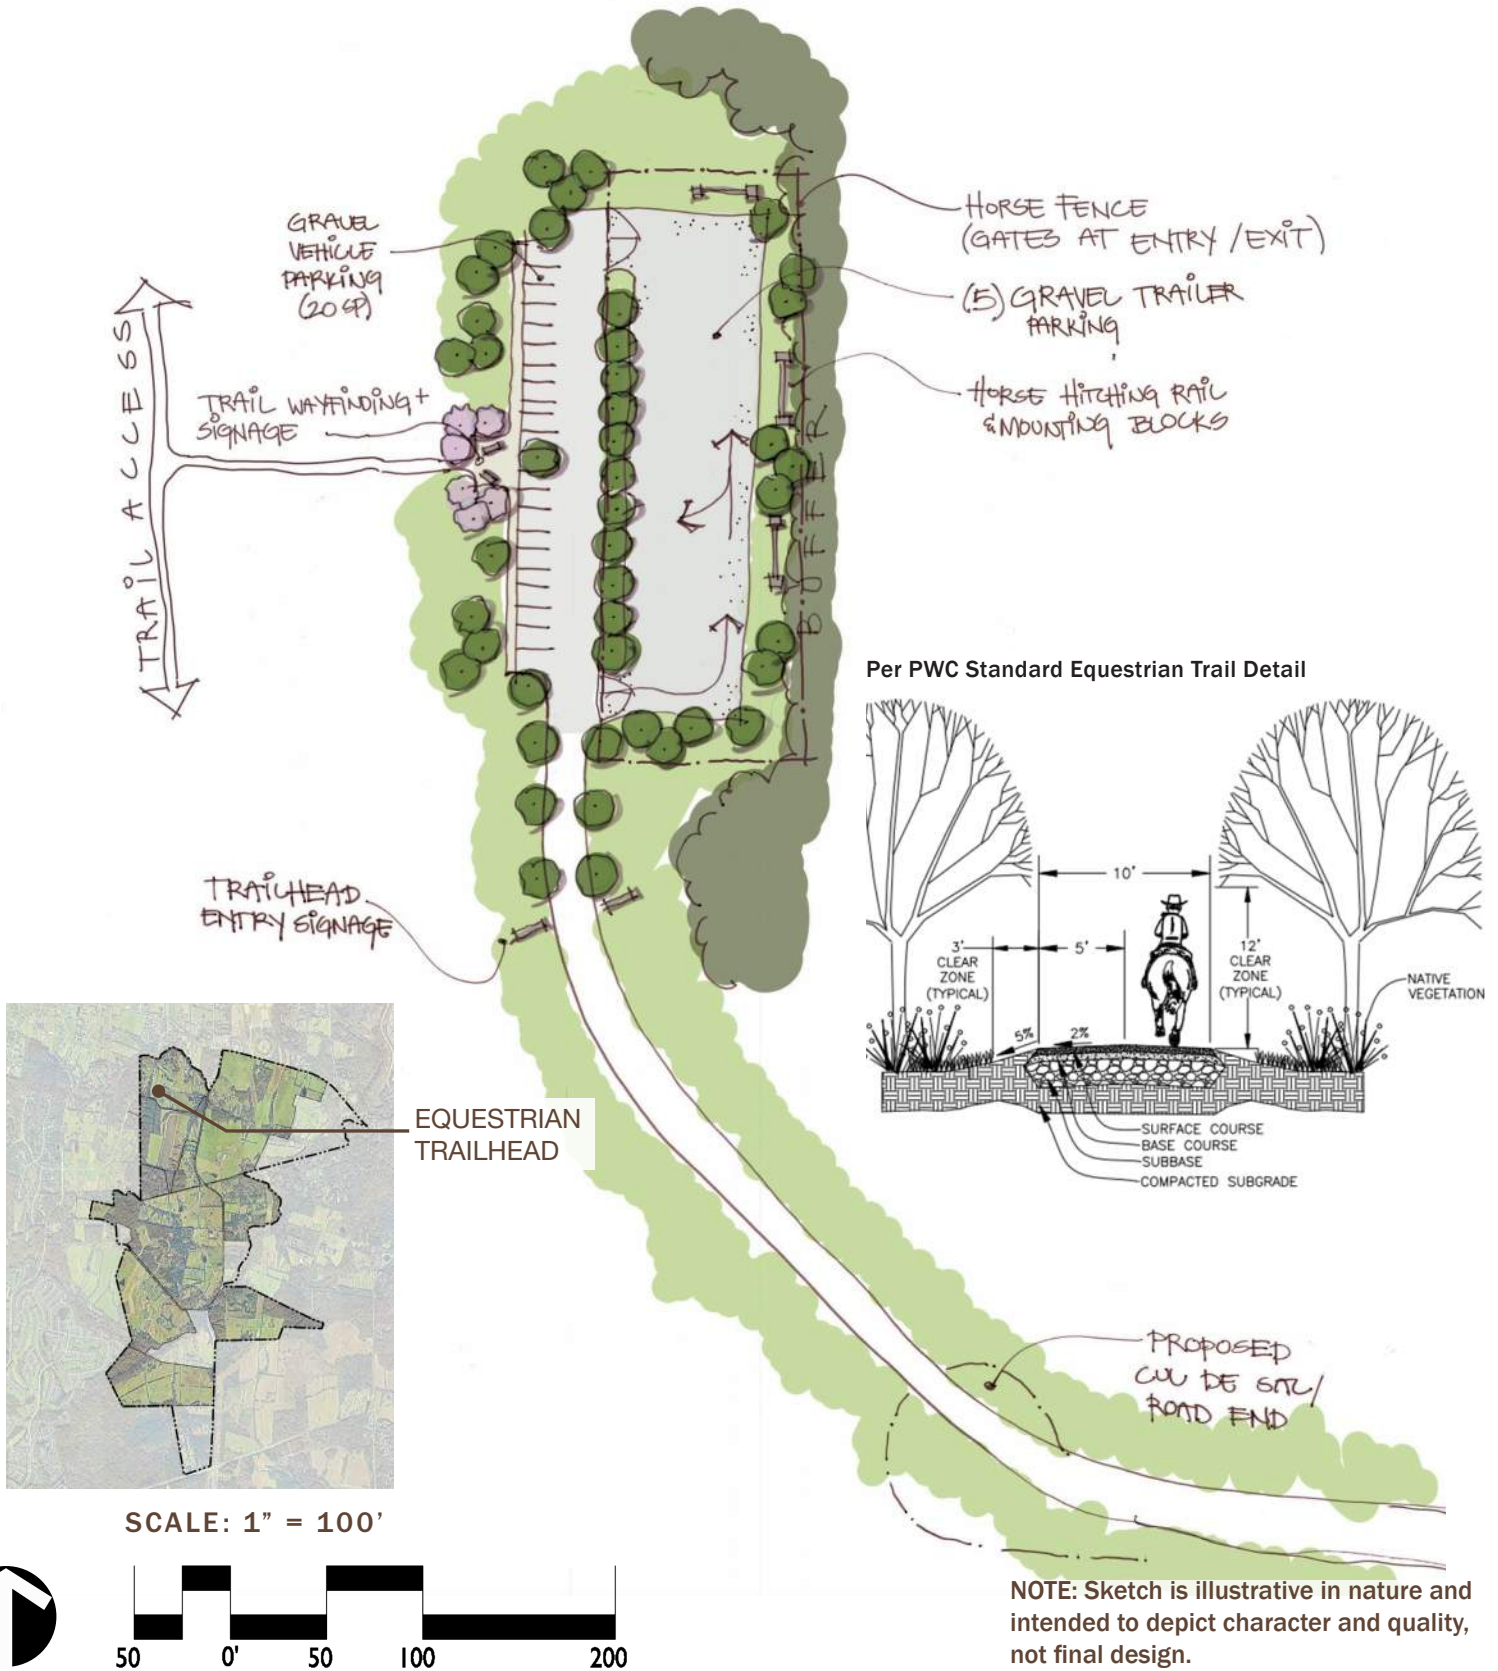 GRAVEL
VEHICLE
PARKING
(20 SP)
HORSE FENCE
(GATES AT ENTRY/EXIT)
(5) GRAVEL TRAILER
PARKING
HORSE HITCHING RAIL
& MOUNTING BLOCKS
TRAIL ACCESS
TRAIL WAYFINDING +
SIGNAGE
BUFFER
TRAILHEAD
ENTRY SIGNAGE
Per PWC Standard Equestrian Trail Detail
10'
3'
CLEAR
ZONE
(TYPICAL)
5'
12'
CLEAR
ZONE
(TYPICAL)
NATIVE
VEGETATION
5%
2%
SURFACE COURSE
BASE COURSE
SUBBASE
COMPACTED SUBGRADE
EQUESTRIAN
TRAILHEAD
PROPOSED
CUL DE SAC/
ROAD END
SCALE: 1” = 100’
50 0' 50 100 200
NOTE: Sketch is illustrative in nature and
intended to depict character and quality,
not final design.